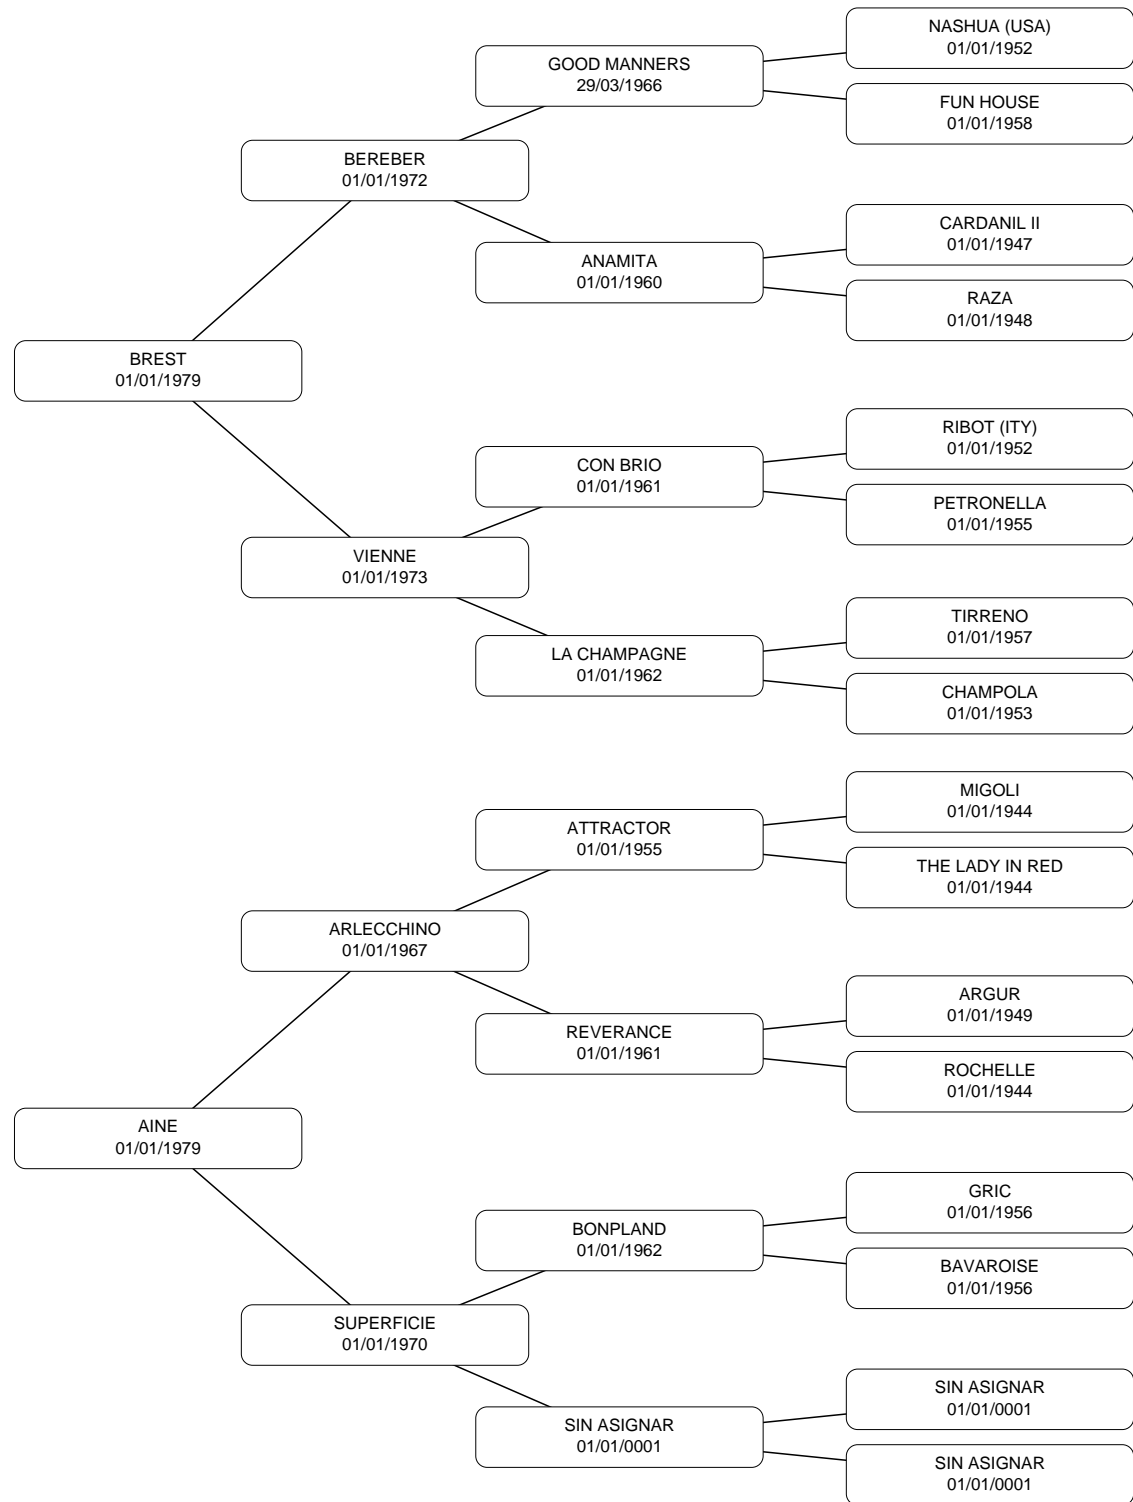 NASHUA (USA)
01/01/1952
GOOD MANNERS
29/03/1966
FUN HOUSE
01/01/1958
BEREBER
01/01/1972
CARDANIL II
01/01/1947
ANAMITA
01/01/1960
RAZA
01/01/1948
BREST
01/01/1979
RIBOT (ITY)
01/01/1952
CON BRIO
01/01/1961
PETRONELLA
01/01/1955
VIENNE
01/01/1973
TIRRENO
01/01/1957
LA CHAMPAGNE
01/01/1962
CHAMPOLA
01/01/1953
MIGOLI
01/01/1944
ATTRACTOR
01/01/1955
THE LADY IN RED
01/01/1944
ARLECCHINO
01/01/1967
ARGUR
01/01/1949
REVERANCE
01/01/1961
ROCHELLE
01/01/1944
AINE
01/01/1979
GRIC
01/01/1956
BONPLAND
01/01/1962
BAVAROISE
01/01/1956
SUPERFICIE
01/01/1970
SIN ASIGNAR
01/01/0001
SIN ASIGNAR
01/01/0001
SIN ASIGNAR
01/01/0001